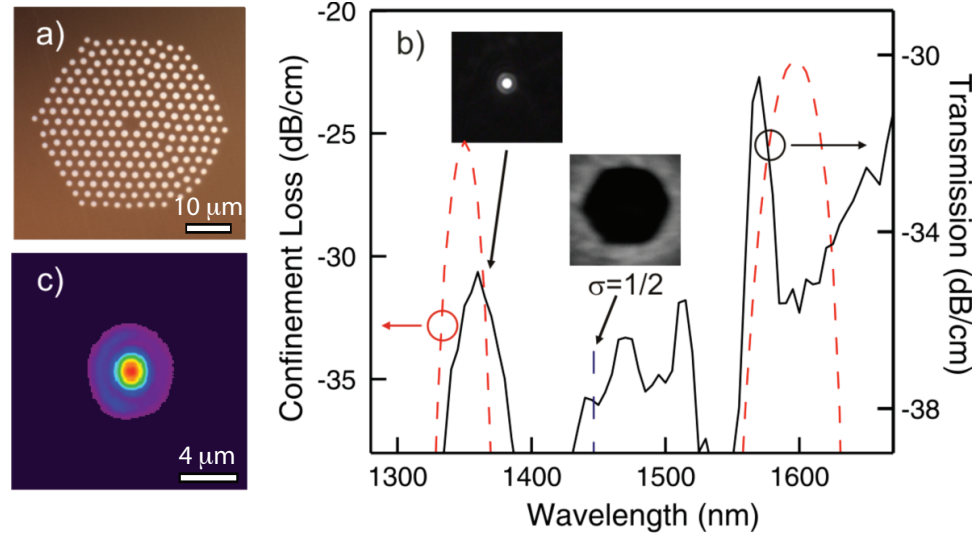 a)
10 μm
c)
4 μm
b)
Confinement Loss (dB/cm)
-20
-25
-30
-35
σ=1/2
-30
-34
-38
Transmission (dB/cm)
1300
1400
1500
1600
Wavelength (nm)